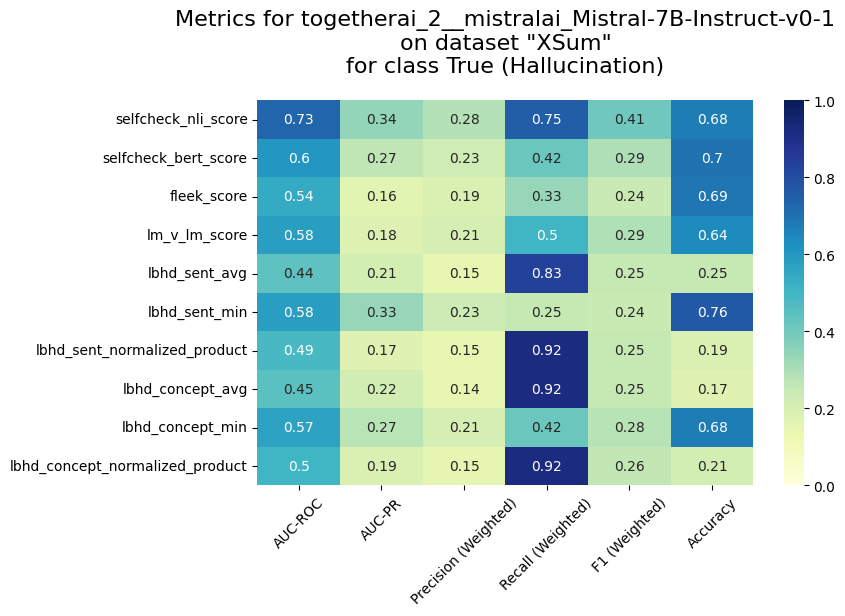 Metrics for togetherai_2__mistralai_Mistral-7B-Instruct-v0-1
on dataset "XSum"
for class True (Hallucination)
selfcheck_nli_score 0.73 0.34 0.28 0.75 0.41 0.68
selfcheck_bert_score 0.6 0.27 0.23 0.42 0.29 0.7
fleek_score 0.54 0.16 0.19 0.33 0.24 0.69
lm_v_lm_score 0.58 0.18 0.21 0.5 0.29 0.64
lbhd_sent_avg 0.44 0.21 0.15 0.83 0.25 0.25
lbhd_sent_min 0.58 0.33 0.23 0.25 0.24 0.76
lbhd_sent_normalized_product 0.49 0.17 0.15 0.92 0.25 0.19
lbhd_concept_avg 0.45 0.22 0.14 0.92 0.25 0.17
lbhd_concept_min 0.57 0.27 0.21 0.42 0.28 0.68
lbhd_concept_normalized_product 0.5 0.19 0.15 0.92 0.26 0.21
AUC-ROC AUC-PR Precision (Weighted) Recall (Weighted) F1 (Weighted) Accuracy
1.0
0.8
0.6
0.4
0.2
0.0